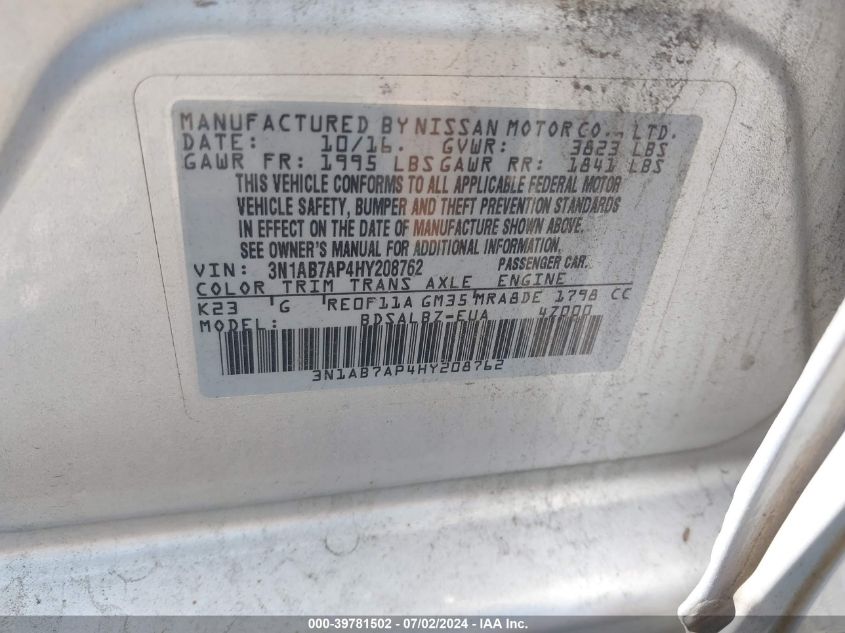 MANUFACTURED BY NISSAN MOTOR CO., LTD.
DATE: 10/16. GVWR: 3823 LBS
GAWR FR: 1995 LBS GAWR RR: 1841 LBS
THIS VEHICLE CONFORMS TO ALL APPLICABLE FEDERAL MOTOR
VEHICLE SAFETY, BUMPER AND THEFT PREVENTION STANDARDS
IN EFFECT ON THE DATE OF MANUFACTURE SHOWN ABOVE.
SEE OWNER'S MANUAL FOR ADDITIONAL INFORMATION.
VIN: 3N1AB7AP4HY208762 PASSENGER CAR.
COLOR TRIM TRANS AXLE ENGINE
K23 G RE0F11A GM35 MRA8DE 1798 CC
MODEL: BDSALBZ-EUA 4Z000
3N1AB7AP4HY208762
000-39781502 - 07/02/2024 - IAA Inc.